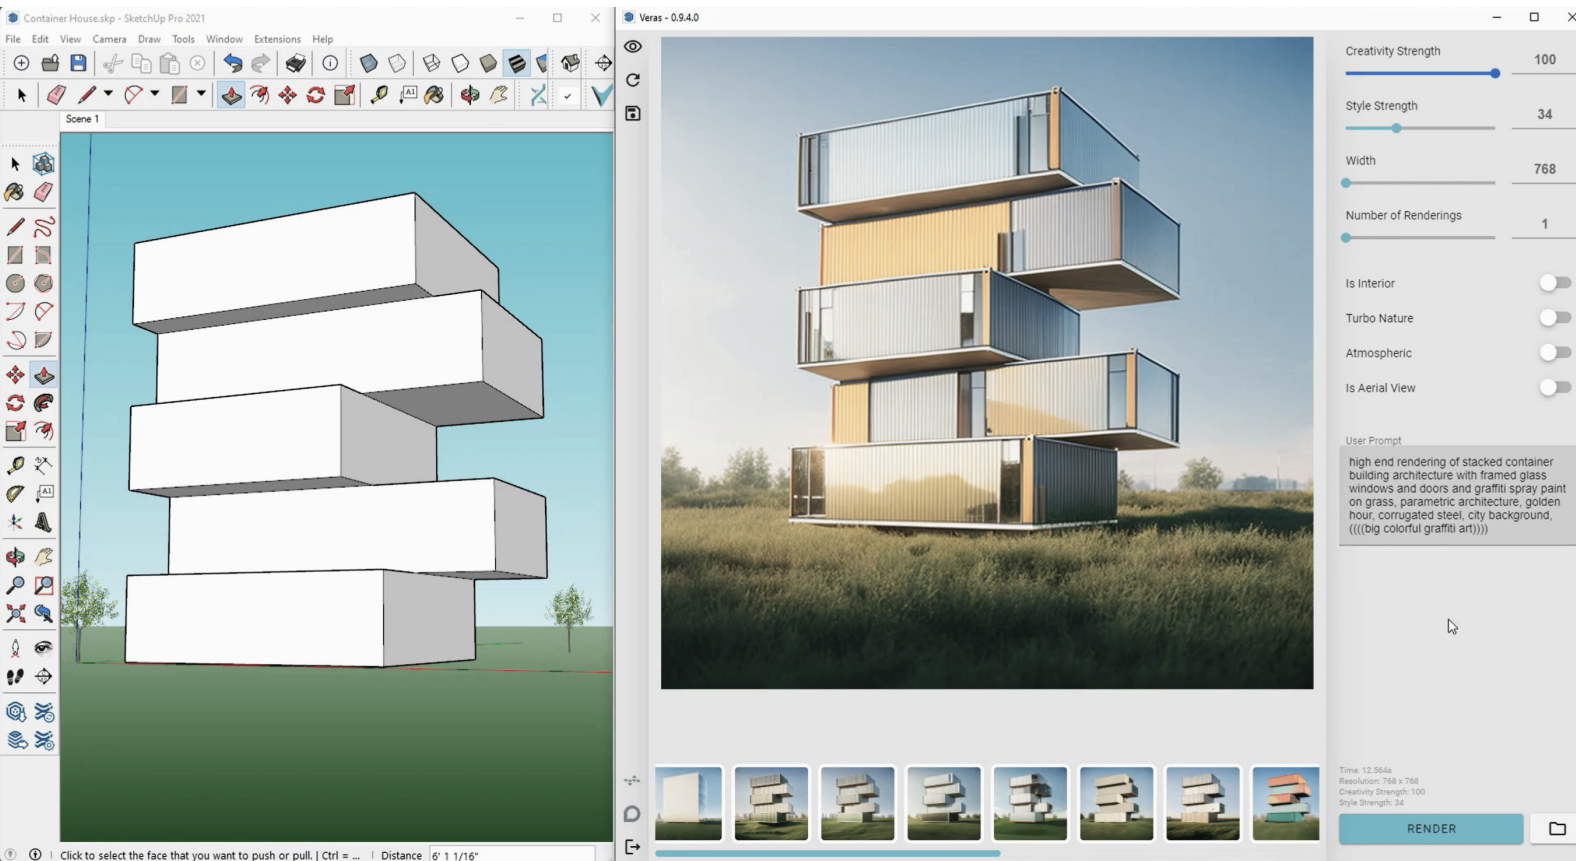 Container House.skp - SketchUp Pro 2021
File Edit View Camera Draw Tools Window Extensions Help
A1
Scene 1
A1
Click to select the face that you want to push or pull. | Ctrl = ...
Distance
6' 1 1/16"
Veras - 0.9.4.0
Creativity Strength
100
Style Strength
34
Width
768
Number of Renderings
1
Is Interior
Turbo Nature
Atmospheric
Is Aerial View
User Prompt
high end rendering of stacked container
building architecture with framed glass
windows and doors and graffiti spray paint
on grass, parametric architecture, golden
hour, corrugated steel, city background,
((((big colorful graffiti art))))
Time: 12.564s
Resolution: 768 x 768
Creativity Strength: 100
Style Strength: 34
RENDER